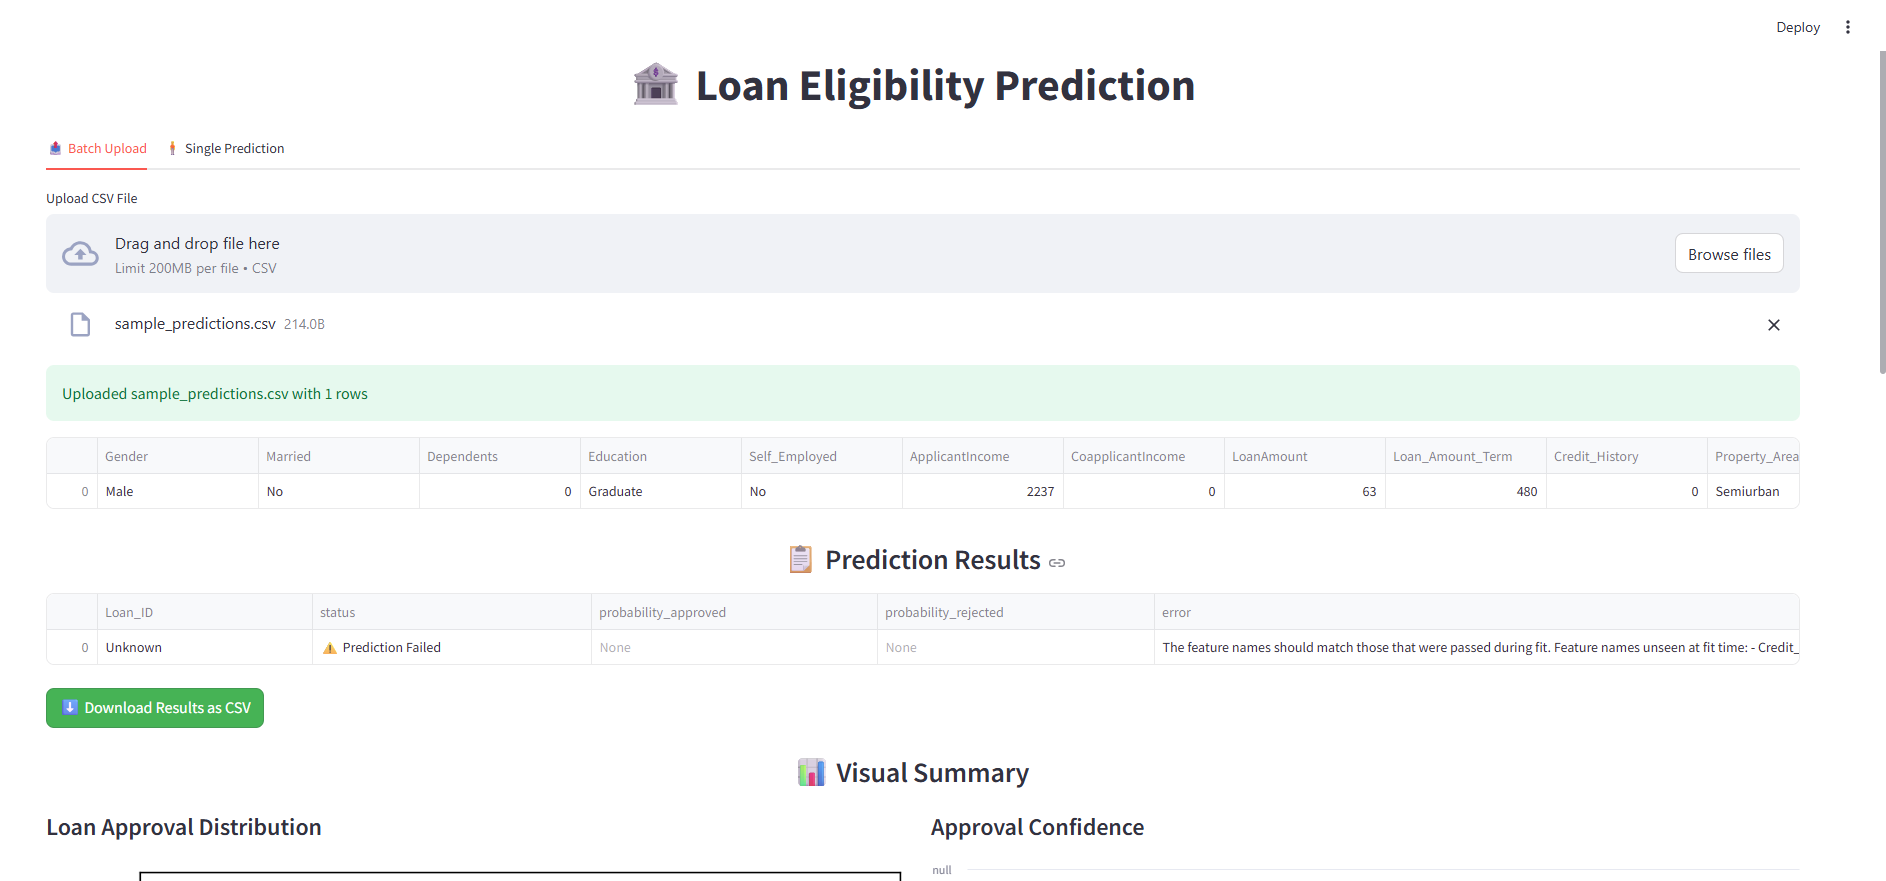 Deploy
Loan Eligibility Prediction
Batch Upload Single Prediction
Upload CSV File
Drag and drop file here
Limit 200MB per file • CSV
Browse files
sample_predictions.csv 214.0B
Uploaded sample_predictions.csv with 1 rows
Gender Married Dependents Education Self_Employed ApplicantIncome CoapplicantIncome LoanAmount Loan_Amount_Term Credit_History Property_Area
0 Male No 0 Graduate No 2237 0 63 480 0 Semiurban
Prediction Results
Loan_ID status probability_approved probability_rejected error
0 Unknown ⚠️ Prediction Failed None None The feature names should match those that were passed during fit. Feature names unseen at fit time: - Credit_
Download Results as CSV
Visual Summary
Loan Approval Distribution
Approval Confidence
null